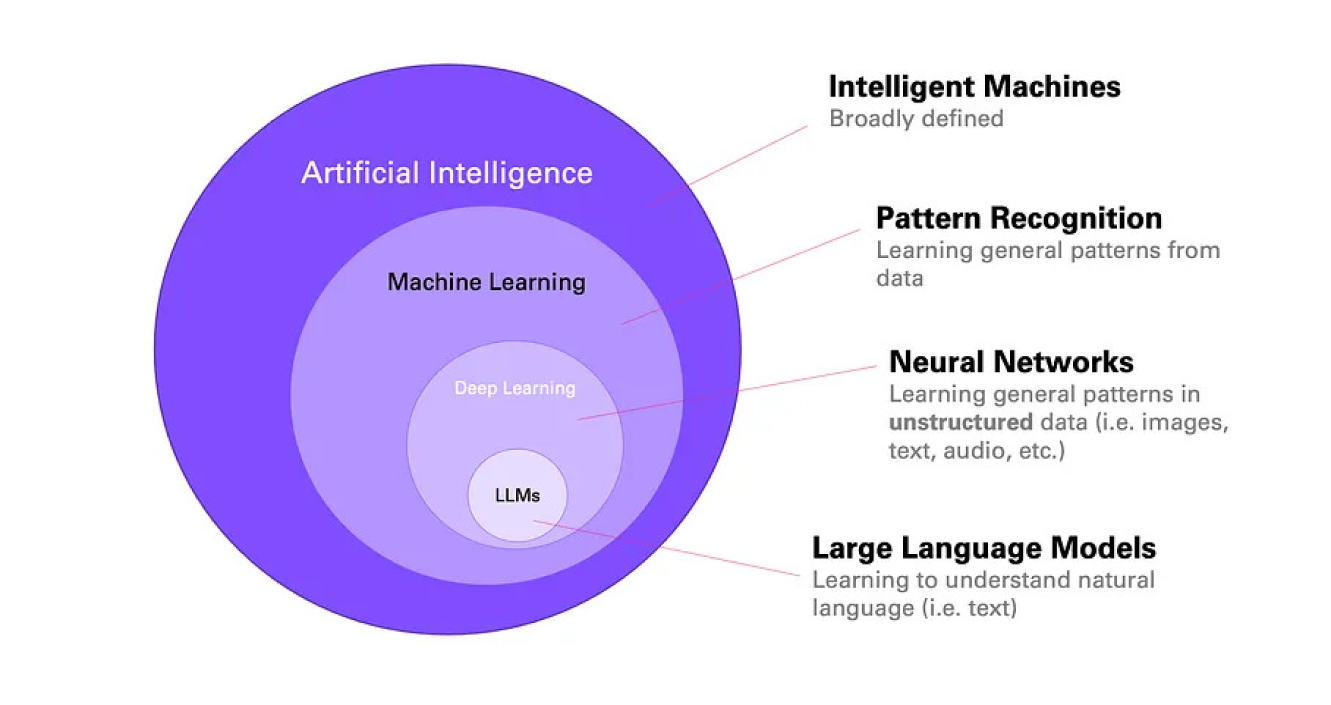 Artificial Intelligence
Machine Learning
Deep Learning
LLMs
Intelligent Machines
Broadly defined
Pattern Recognition
Learning general patterns from
data
Neural Networks
Learning general patterns in
unstructured data (i.e. images,
text, audio, etc.)
Large Language Models
Learning to understand natural
language (i.e. text)